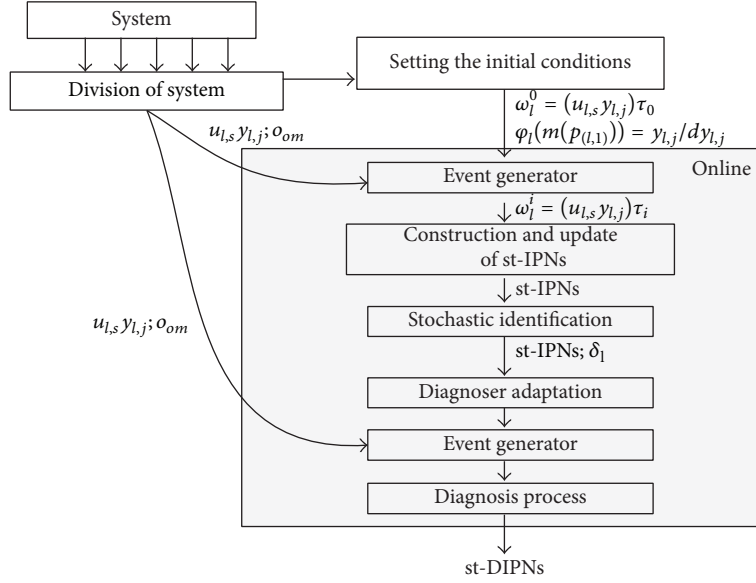 System
Division of system
Setting the initial conditions
ω_l^0 = (u_{l,s} y_{l,j})τ_0
φ_l(m(p_{(l,1)})) = y_{l,j}/dy_{l,j}
u_{l,s} y_{l,j}; o_{om}
Online
Event generator
ω_l^i = (u_{l,s} y_{l,j})τ_i
Construction and update
of st-IPNs
st-IPNs
Stochastic identification
u_{l,s} y_{l,j}; o_{om}
st-IPNs; δ_l
Diagnoser adaptation
Event generator
Diagnosis process
st-DIPNs